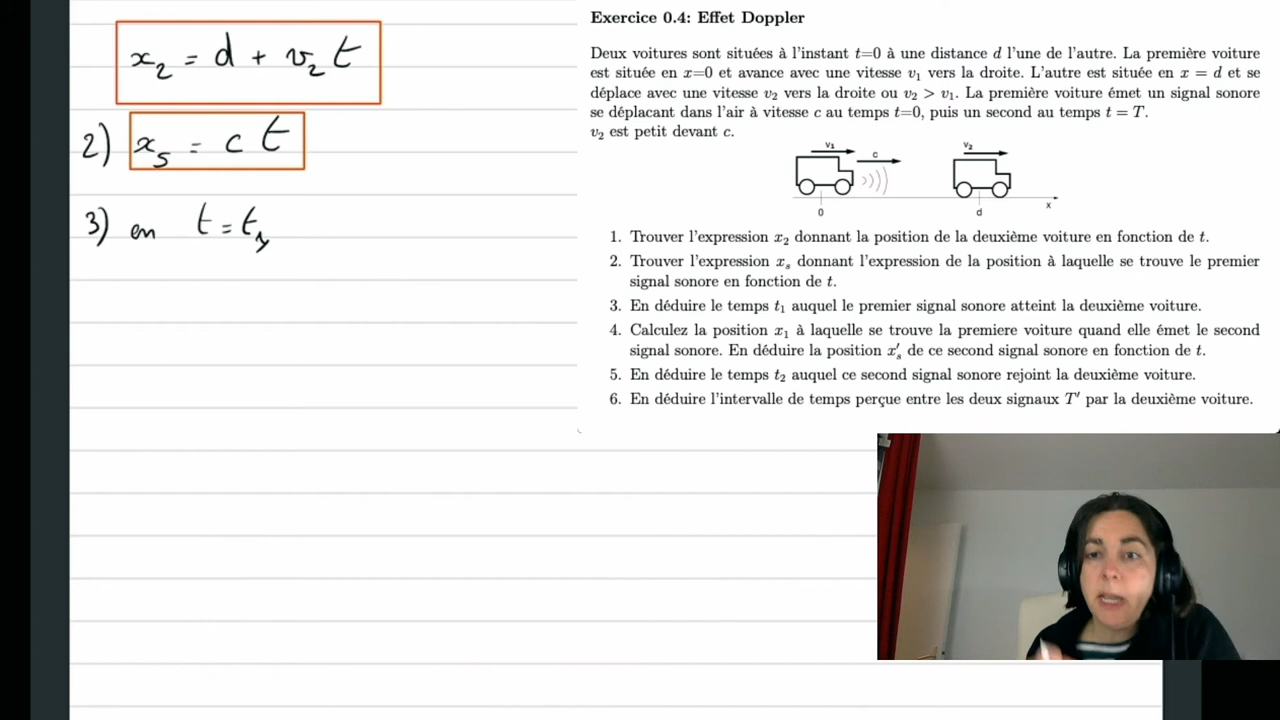 x₂ = d + v₂ t
2) x_s = c t
3) en t = t₁
Exercice 0.4: Effet Doppler
Deux voitures sont situées à l'instant t=0 à une distance d l'une de l'autre. La première voiture
est située en x=0 et avance avec une vitesse v₁ vers la droite. L'autre est située en x = d et se
déplace avec une vitesse v₂ vers la droite ou v₂ > v₁. La première voiture émet un signal sonore
se déplacant dans l'air à vitesse c au temps t=0, puis un second au temps t = T.
v₂ est petit devant c.
v₁
c
v₂
0
d
x
1. Trouver l'expression x₂ donnant la position de la deuxième voiture en fonction de t.
2. Trouver l'expression x_s donnant l'expression de la position à laquelle se trouve le premier
signal sonore en fonction de t.
3. En déduire le temps t₁ auquel le premier signal sonore atteint la deuxième voiture.
4. Calculez la position x₁ à laquelle se trouve la premiere voiture quand elle émet le second
signal sonore. En déduire la position x'_s de ce second signal sonore en fonction de t.
5. En déduire le temps t₂ auquel ce second signal sonore rejoint la deuxième voiture.
6. En déduire l'intervalle de temps perçue entre les deux signaux T' par la deuxième voiture.